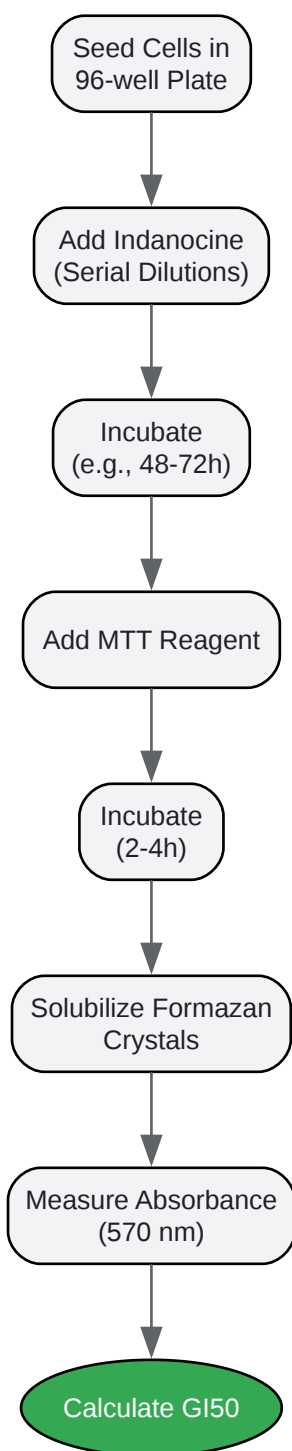 Seed Cells in
96-well Plate
Add Indanocine
(Serial Dilutions)
Incubate
(e.g., 48-72h)
Add MTT Reagent
Incubate
(2-4h)
Solubilize Formazan
Crystals
Measure Absorbance
(570 nm)
Calculate GI50